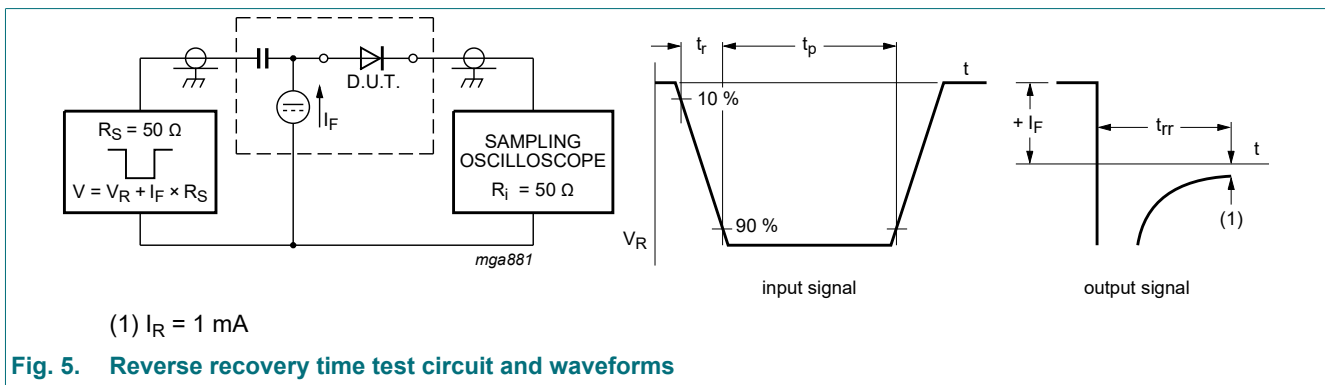 D.U.T.
I_F
R_S = 50 Ω
V = V_R + I_F × R_S
SAMPLING
OSCILLOSCOPE
R_i = 50 Ω
mga881
t_r
t_p
t
10 %
90 %
V_R
input signal
+ I_F
t_rr
t
(1)
output signal
(1) I_R = 1 mA
Fig. 5. Reverse recovery time test circuit and waveforms